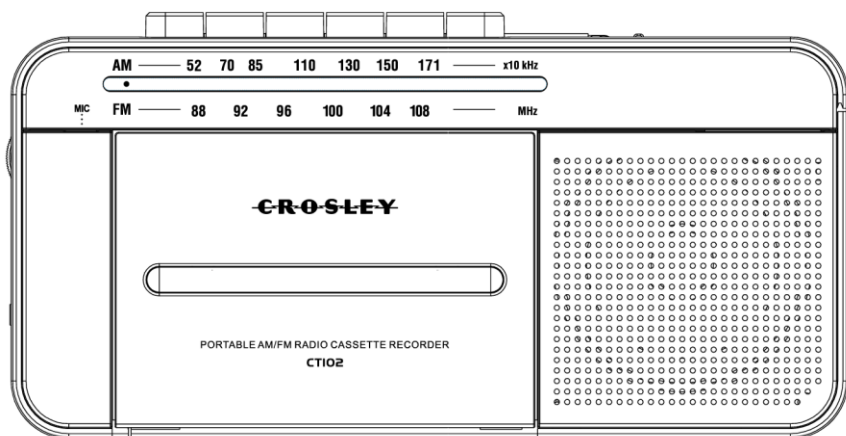 AM 52 70 85 110 130 150 171 x10 kHz
MIC
FM 88 92 96 100 104 108 MHz
CROSLEY
PORTABLE AM/FM RADIO CASSETTE RECORDER
CT102